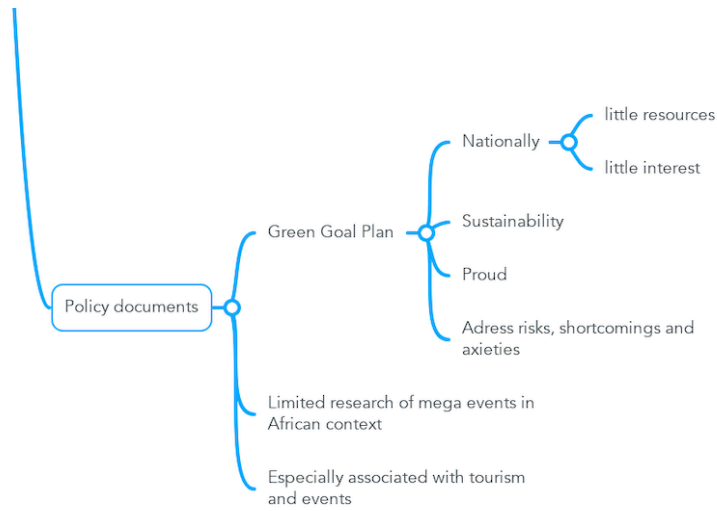 little resources
Nationally
little interest
Sustainability
Green Goal Plan
Proud
Policy documents
Adress risks, shortcomings and
axieties
Limited research of mega events in
African context
Especially associated with tourism
and events